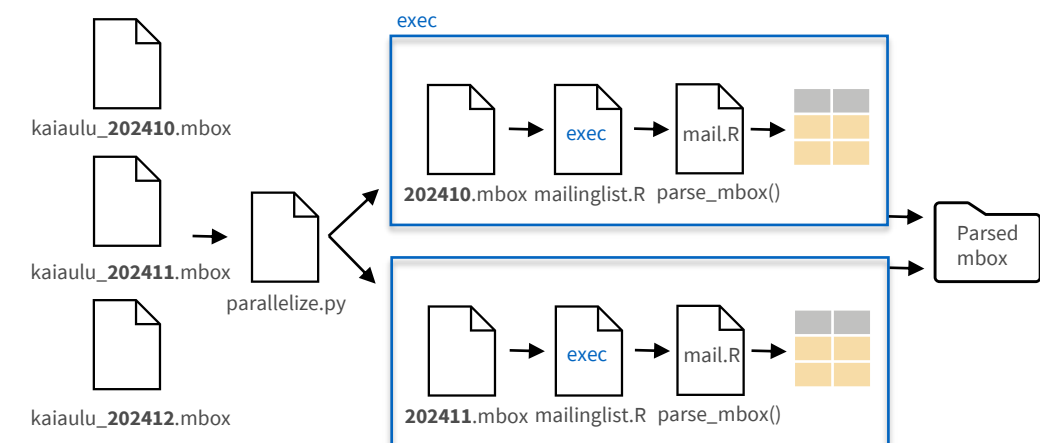 exec
kaiaulu_202410.mbox
exec
mail.R
202410.mbox mailinglist.R parse_mbox()
kaiaulu_202411.mbox
parallelize.py
Parsed
mbox
exec
mail.R
kaiaulu_202412.mbox
202411.mbox mailinglist.R parse_mbox()